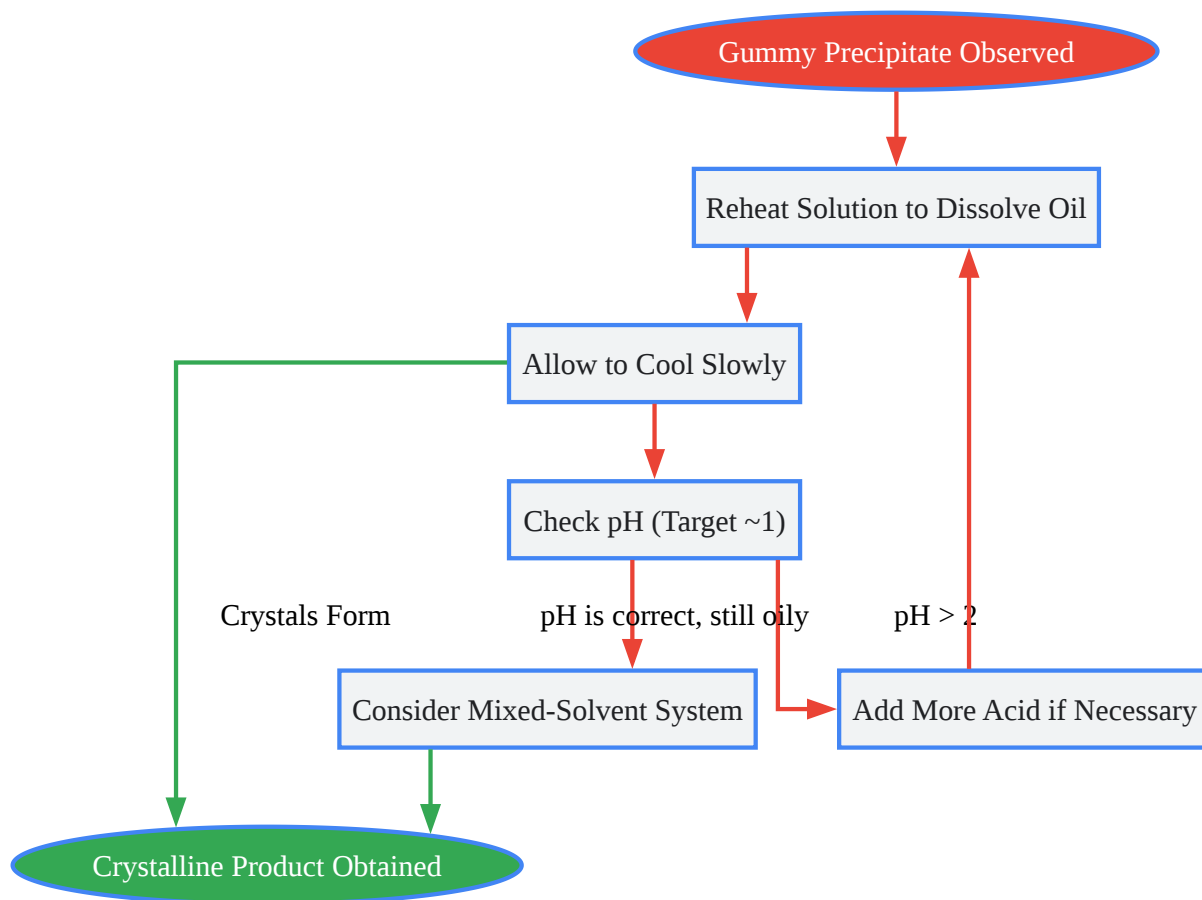 Gummy Precipitate Observed
Reheat Solution to Dissolve Oil
Allow to Cool Slowly
Check pH (Target ~1)
Crystals Form
pH is correct, still oily
pH > 2
Consider Mixed-Solvent System
Add More Acid if Necessary
Crystalline Product Obtained